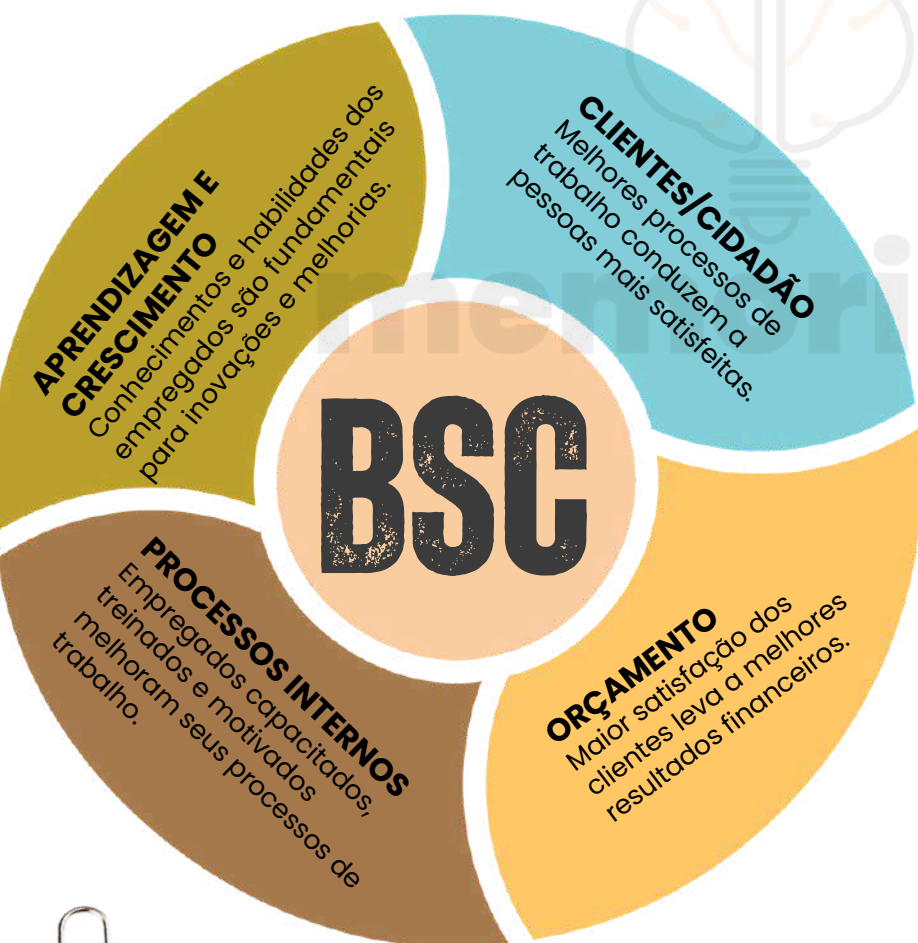 APRENDIZAGEM E
CRESCIMENTO
Conhecimentos e habilidades dos
empregados são fundamentais
para inovações e melhorias.
CLIENTES/CIDADÃO
Melhores processos de
trabalho conduzem a
pessoas mais satisfeitas.
memori
BSC
PROCESSOS INTERNOS
Empregados capacitados,
treinados e motivados
melhoram seus processos de
trabalho.
ORÇAMENTO
Maior satisfação dos
clientes leva a melhores
resultados financeiros.